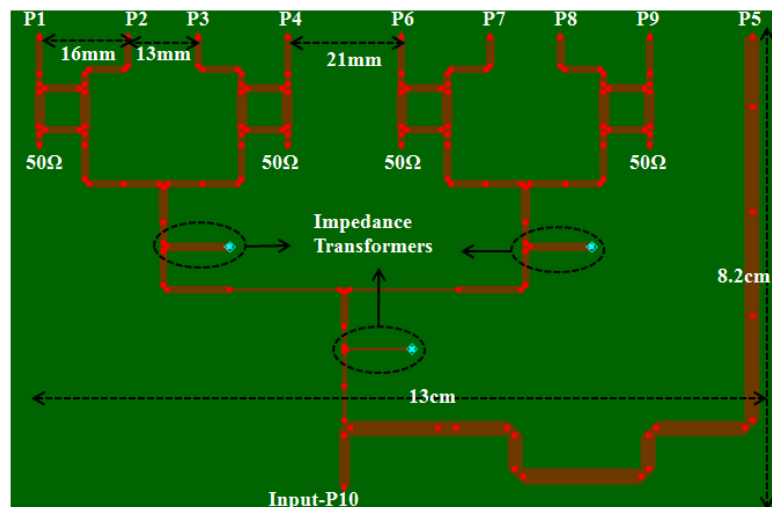 P1 P2 P3 P4 P6 P7 P8 P9 P5
16mm 13mm 21mm
50Ω 50Ω 50Ω 50Ω
Impedance
Transformers
8.2cm
13cm
Input-P10